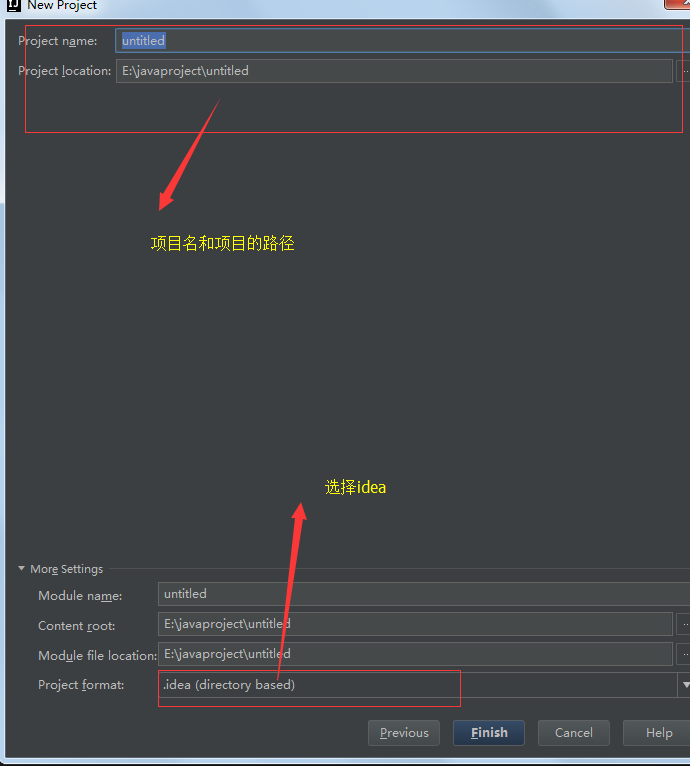 New Project
Project name: untitled
Project location: E:\javaproject\untitled
项目名和项目的路径
选择idea
More Settings
Module name: untitled
Content root: E:\javaproject\untitled
Module file location: E:\javaproject\untitled
Project format: .idea (directory based)
Previous Finish Cancel Help